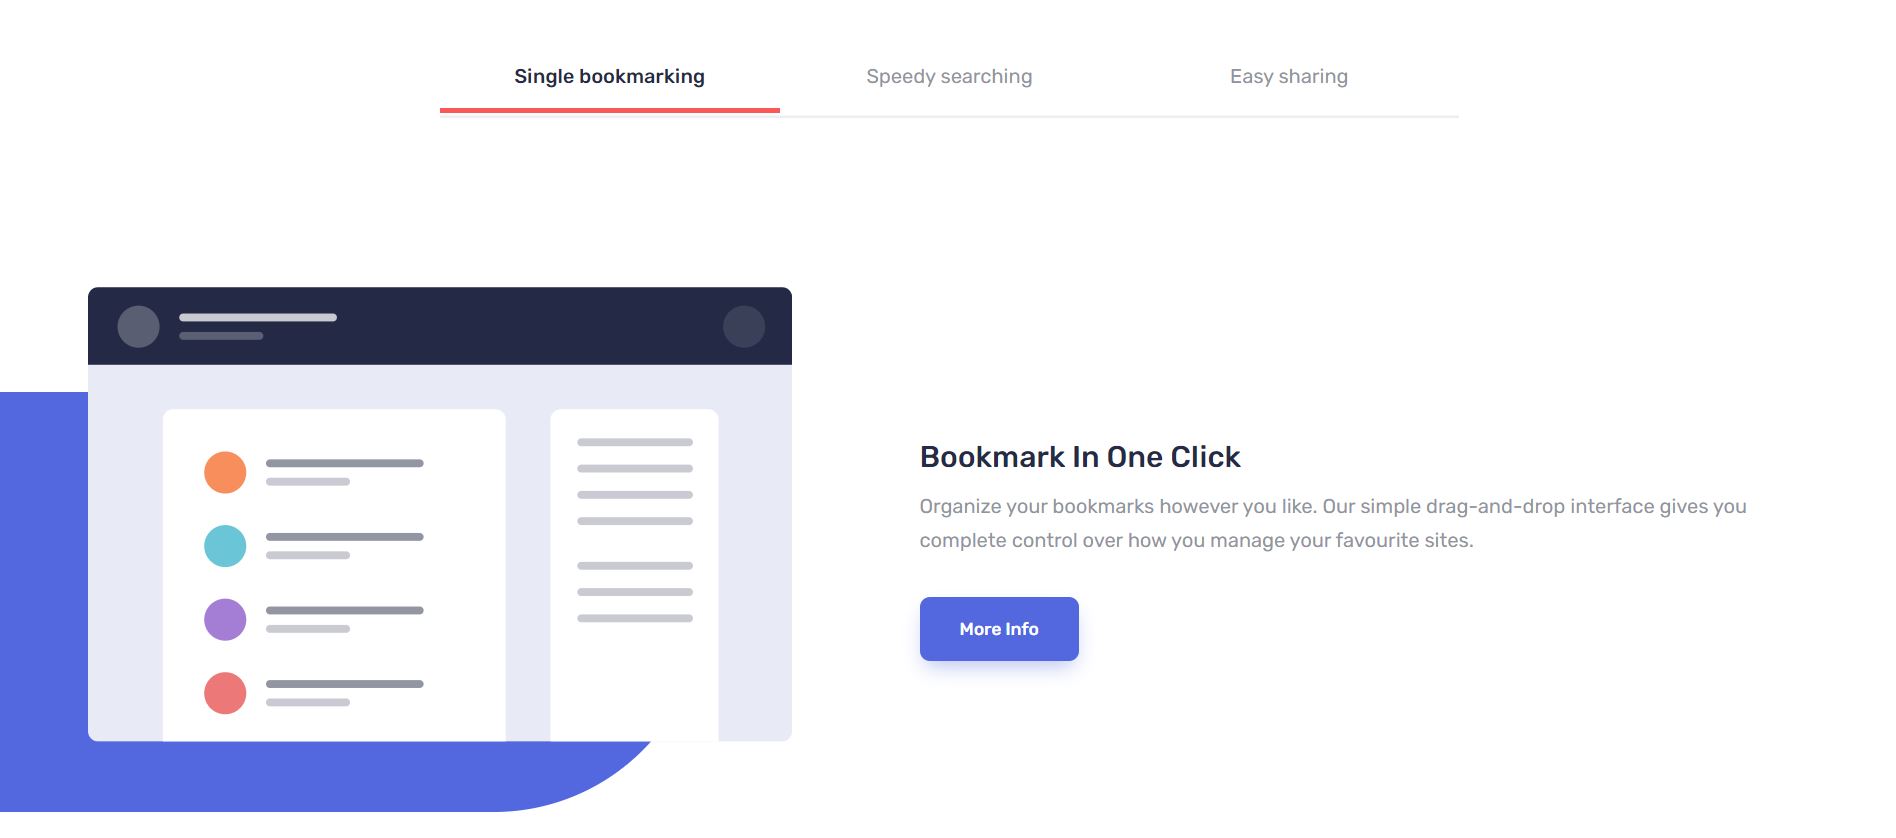 Single bookmarking
Speedy searching
Easy sharing
Bookmark In One Click
Organize your bookmarks however you like. Our simple drag-and-drop interface gives you
complete control over how you manage your favourite sites.
More Info